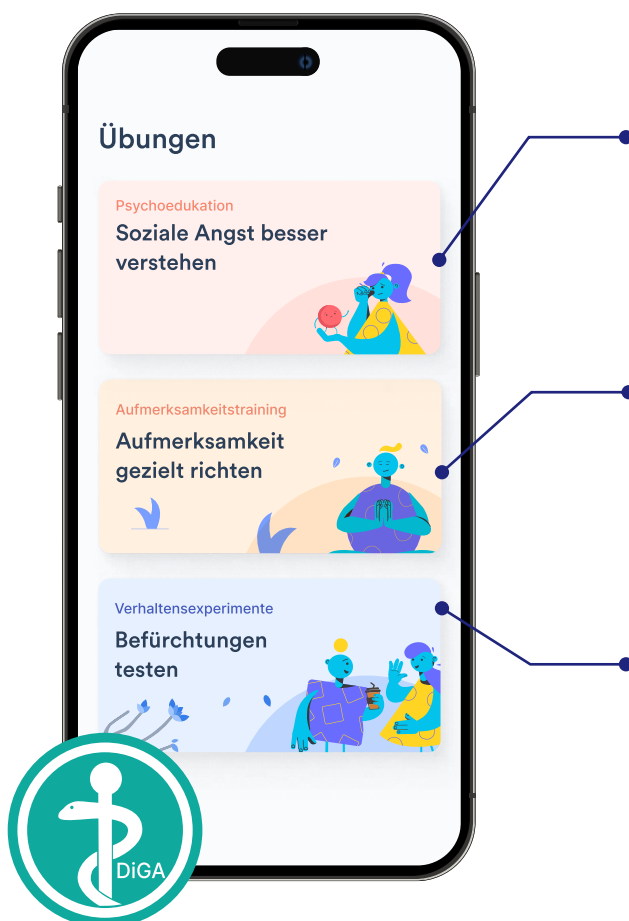 Übungen
Psychoedukation
Soziale Angst besser
verstehen
Aufmerksamkeitstraining
Aufmerksamkeit
gezielt richten
Verhaltensexperimente
Befürchtungen
testen
DiGA